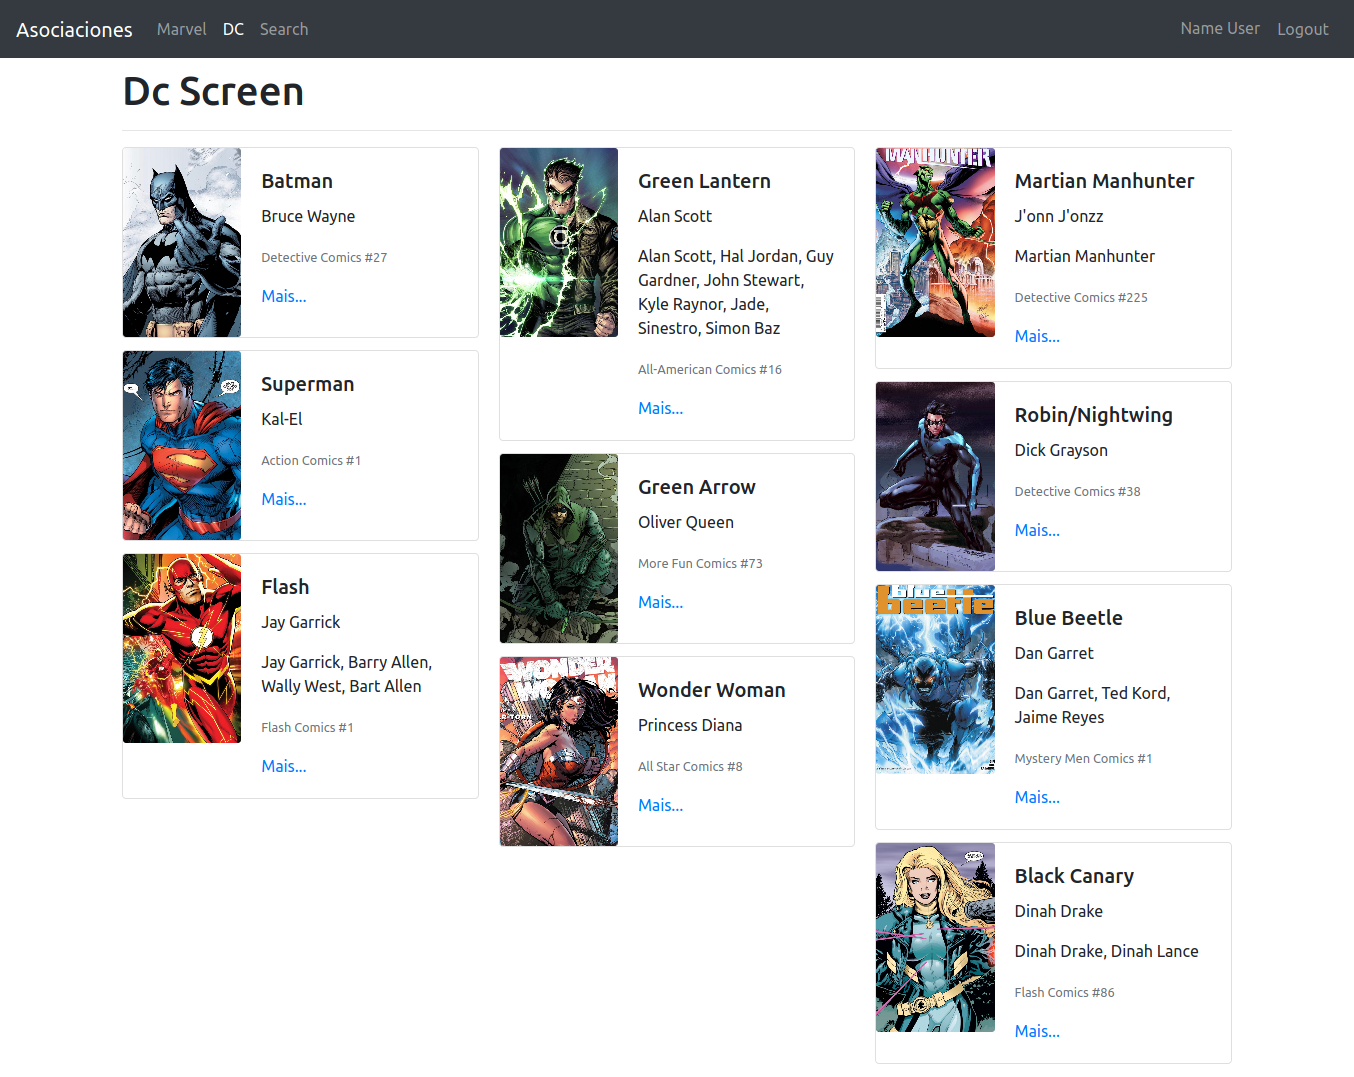 Asociaciones Marvel DC Search Name User Logout
Dc Screen
Batman
Bruce Wayne
Detective Comics #27
Mais...
Superman
Kal-El
Action Comics #1
Mais...
Flash
Jay Garrick
Jay Garrick, Barry Allen,
Wally West, Bart Allen
Flash Comics #1
Mais...
Green Lantern
Alan Scott
Alan Scott, Hal Jordan, Guy
Gardner, John Stewart,
Kyle Raynor, Jade,
Sinestro, Simon Baz
All-American Comics #16
Mais...
Green Arrow
Oliver Queen
More Fun Comics #73
Mais...
WONDER
WOMAN
Wonder Woman
Princess Diana
All Star Comics #8
Mais...
MANHUNTER
Martian Manhunter
J'onn J'onzz
Martian Manhunter
Detective Comics #225
Mais...
Robin/Nightwing
Dick Grayson
Detective Comics #38
Mais...
blue
beetle
Blue Beetle
Dan Garret
Dan Garret, Ted Kord,
Jaime Reyes
Mystery Men Comics #1
Mais...
Black Canary
Dinah Drake
Dinah Drake, Dinah Lance
Flash Comics #86
Mais...